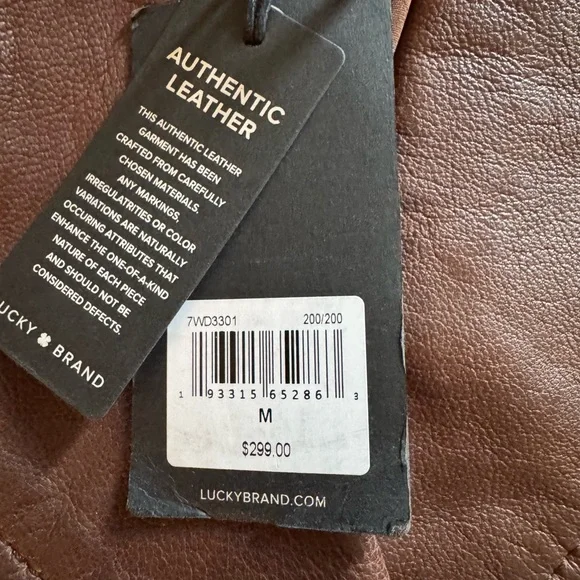 AUTHENTIC
LEATHER
THIS AUTHENTIC LEATHER
GARMENT HAS BEEN
CRAFTED FROM CAREFULLY
CHOSEN MATERIALS.
ANY MARKINGS,
IRREGULATRITIES OR COLOR
VARIATIONS ARE NATURALLY
OCCURING ATTRIBUTES THAT
ENHANCE THE ONE-OF-A-KIND
NATURE OF EACH PIECE
AND SHOULD NOT BE
CONSIDERED DEFECTS.
LUCKY BRAND
7WD3301 200/200
1 93315 65286 3
M
$299.00
LUCKYBRAND.COM